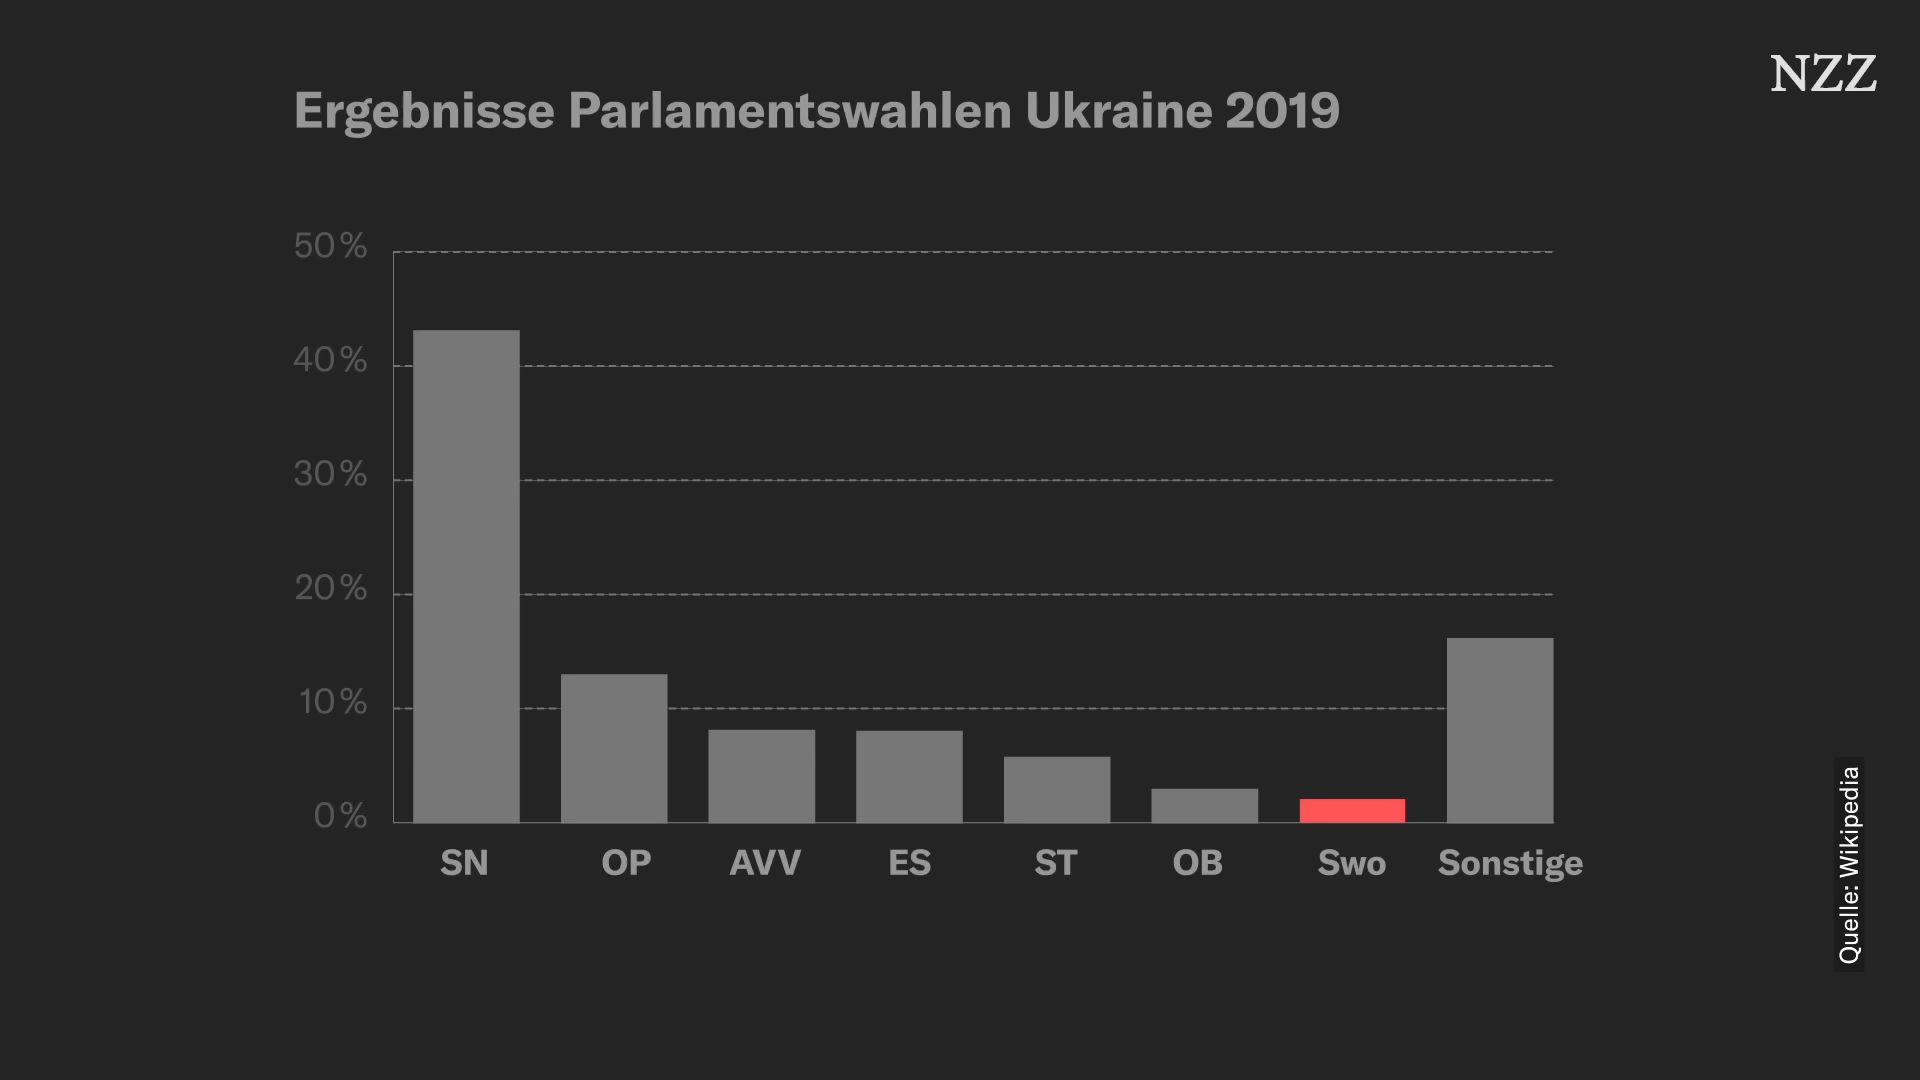 NZZ
Ergebnisse Parlamentswahlen Ukraine 2019
50%
40%
30%
20%
10%
0%
SN OP AVV ES ST OB Swo Sonstige
Quelle: Wikipedia